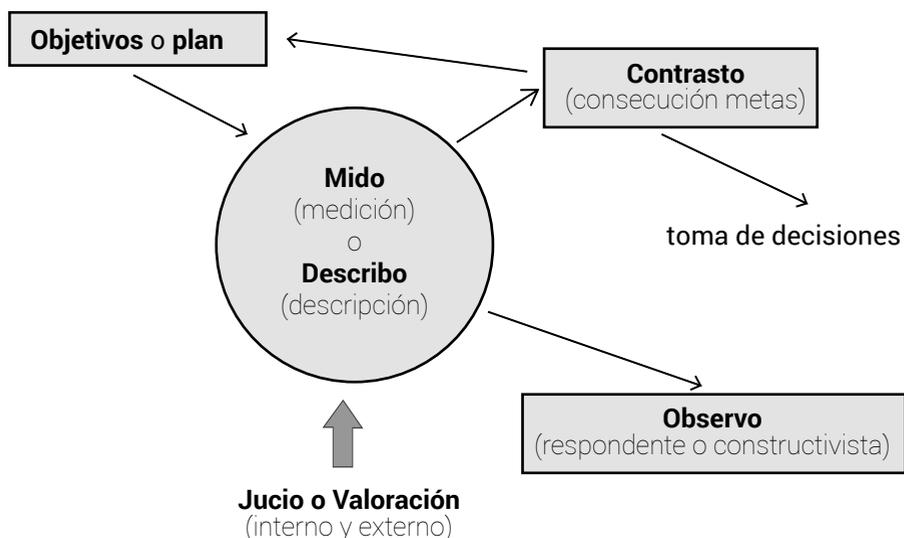 Objetivos o plan
Contrasto
(consecución metas)
Mido
(medición)
o
Describo
(descripción)
toma de decisiones
Observo
(respondente o constructivista)
Jucio o Valoración
(interno y externo)